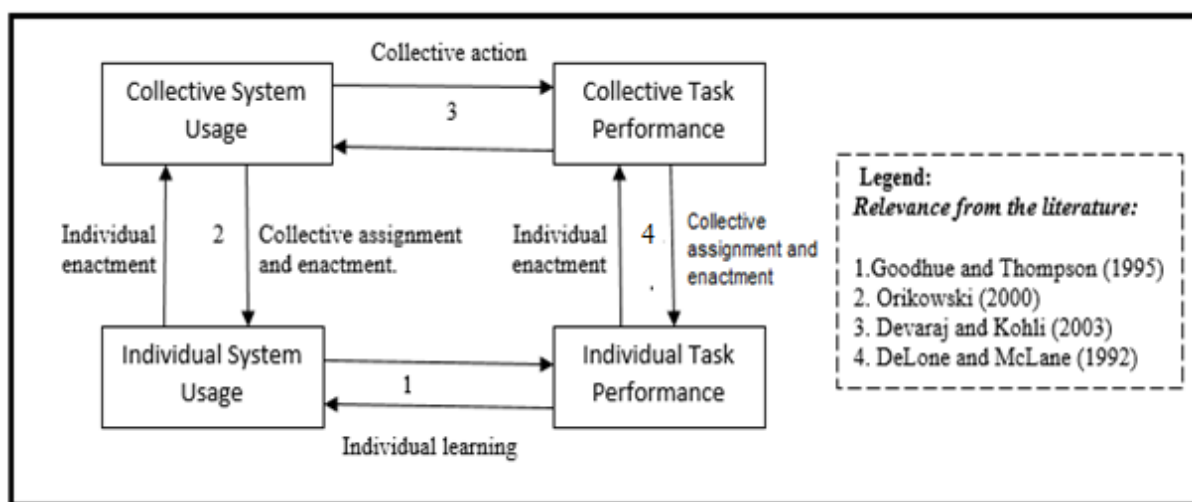 Collective action
Collective System
Usage
3
Collective Task
Performance
Individual
enactment
2
Collective assignment
and enactment.
Individual
enactment
4
.
Collective
assignment and
enactment
Individual System
Usage
1
Individual Task
Performance
Individual learning
Legend:
Relevance from the literature:
1.Goodhue and Thompson (1995)
2. Orikowski (2000)
3. Devaraj and Kohli (2003)
4. DeLone and McLane (1992)